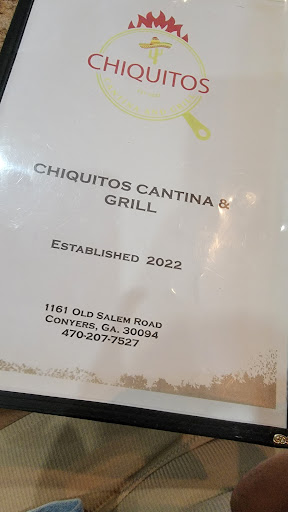 CHIQUITOS
CHIQUITOS CANTINA &
GRILL
ESTABLISHED 2022
1161 OLD SALEM ROAD
CONYERS, GA. 30094
470-207-7527